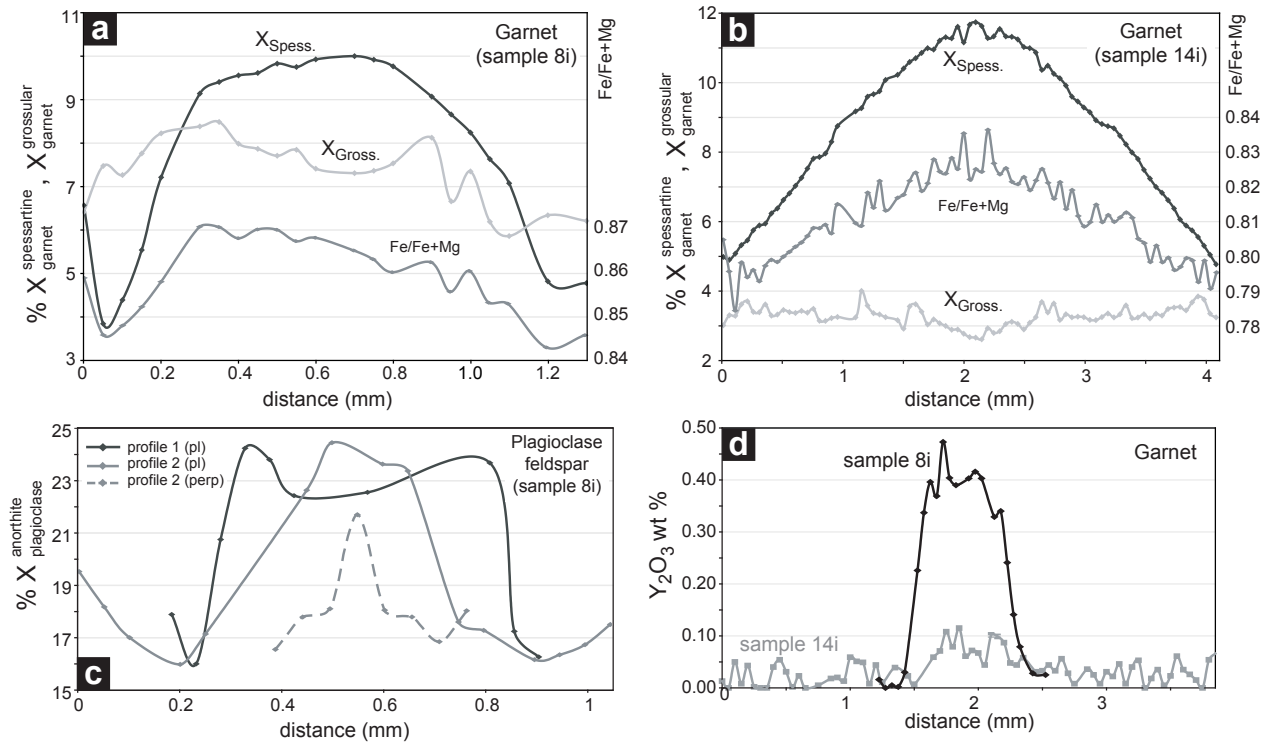 a
Garnet
(sample 8i)
X Spess.
X Gross.
Fe/Fe+Mg
% X spessartine garnet , X grossular garnet
Fe/Fe+Mg
11
9
7
5
3
0.87
0.86
0.85
0.84
0 0.2 0.4 0.6 0.8 1.0 1.2
distance (mm)
b
Garnet
(sample 14i)
X Spess.
Fe/Fe+Mg
X Gross.
% X spessartine garnet , X grossular garnet
Fe/Fe+Mg
12
10
8
6
4
2
0.84
0.83
0.82
0.81
0.80
0.79
0.78
0 1 2 3 4
distance (mm)
c
profile 1 (pl)
profile 2 (pl)
profile 2 (perp)
Plagioclase
feldspar
(sample 8i)
% X anorthite plagioclase
25
23
21
19
17
15
0 0.2 0.4 0.6 0.8 1.0
distance (mm)
d
Garnet
sample 8i
sample 14i
Y2O3 wt %
0.50
0.40
0.30
0.20
0.10
0.00
0 1 2 3
distance (mm)